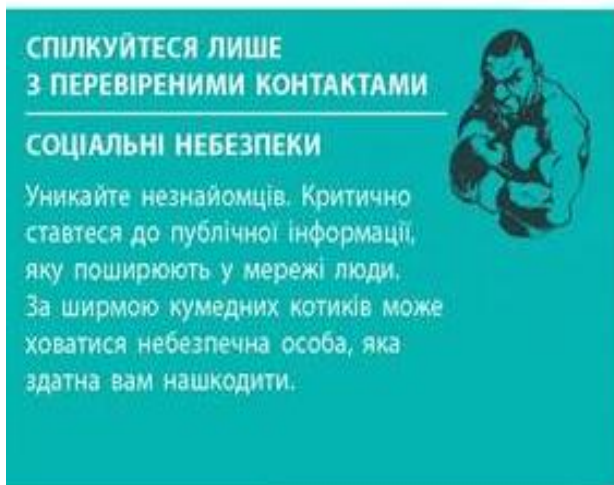 СПІЛКУЙТЕСЯ ЛИШЕ
З ПЕРЕВІРЕНИМИ КОНТАКТАМИ
СОЦІАЛЬНІ НЕБЕЗПЕКИ
Уникайте незнайомців. Критично
ставтеся до публічної інформації,
яку поширюють у мережі люди.
За ширмою кумедних котиків може
ховатися небезпечна особа, яка
здатна вам нашкодити.